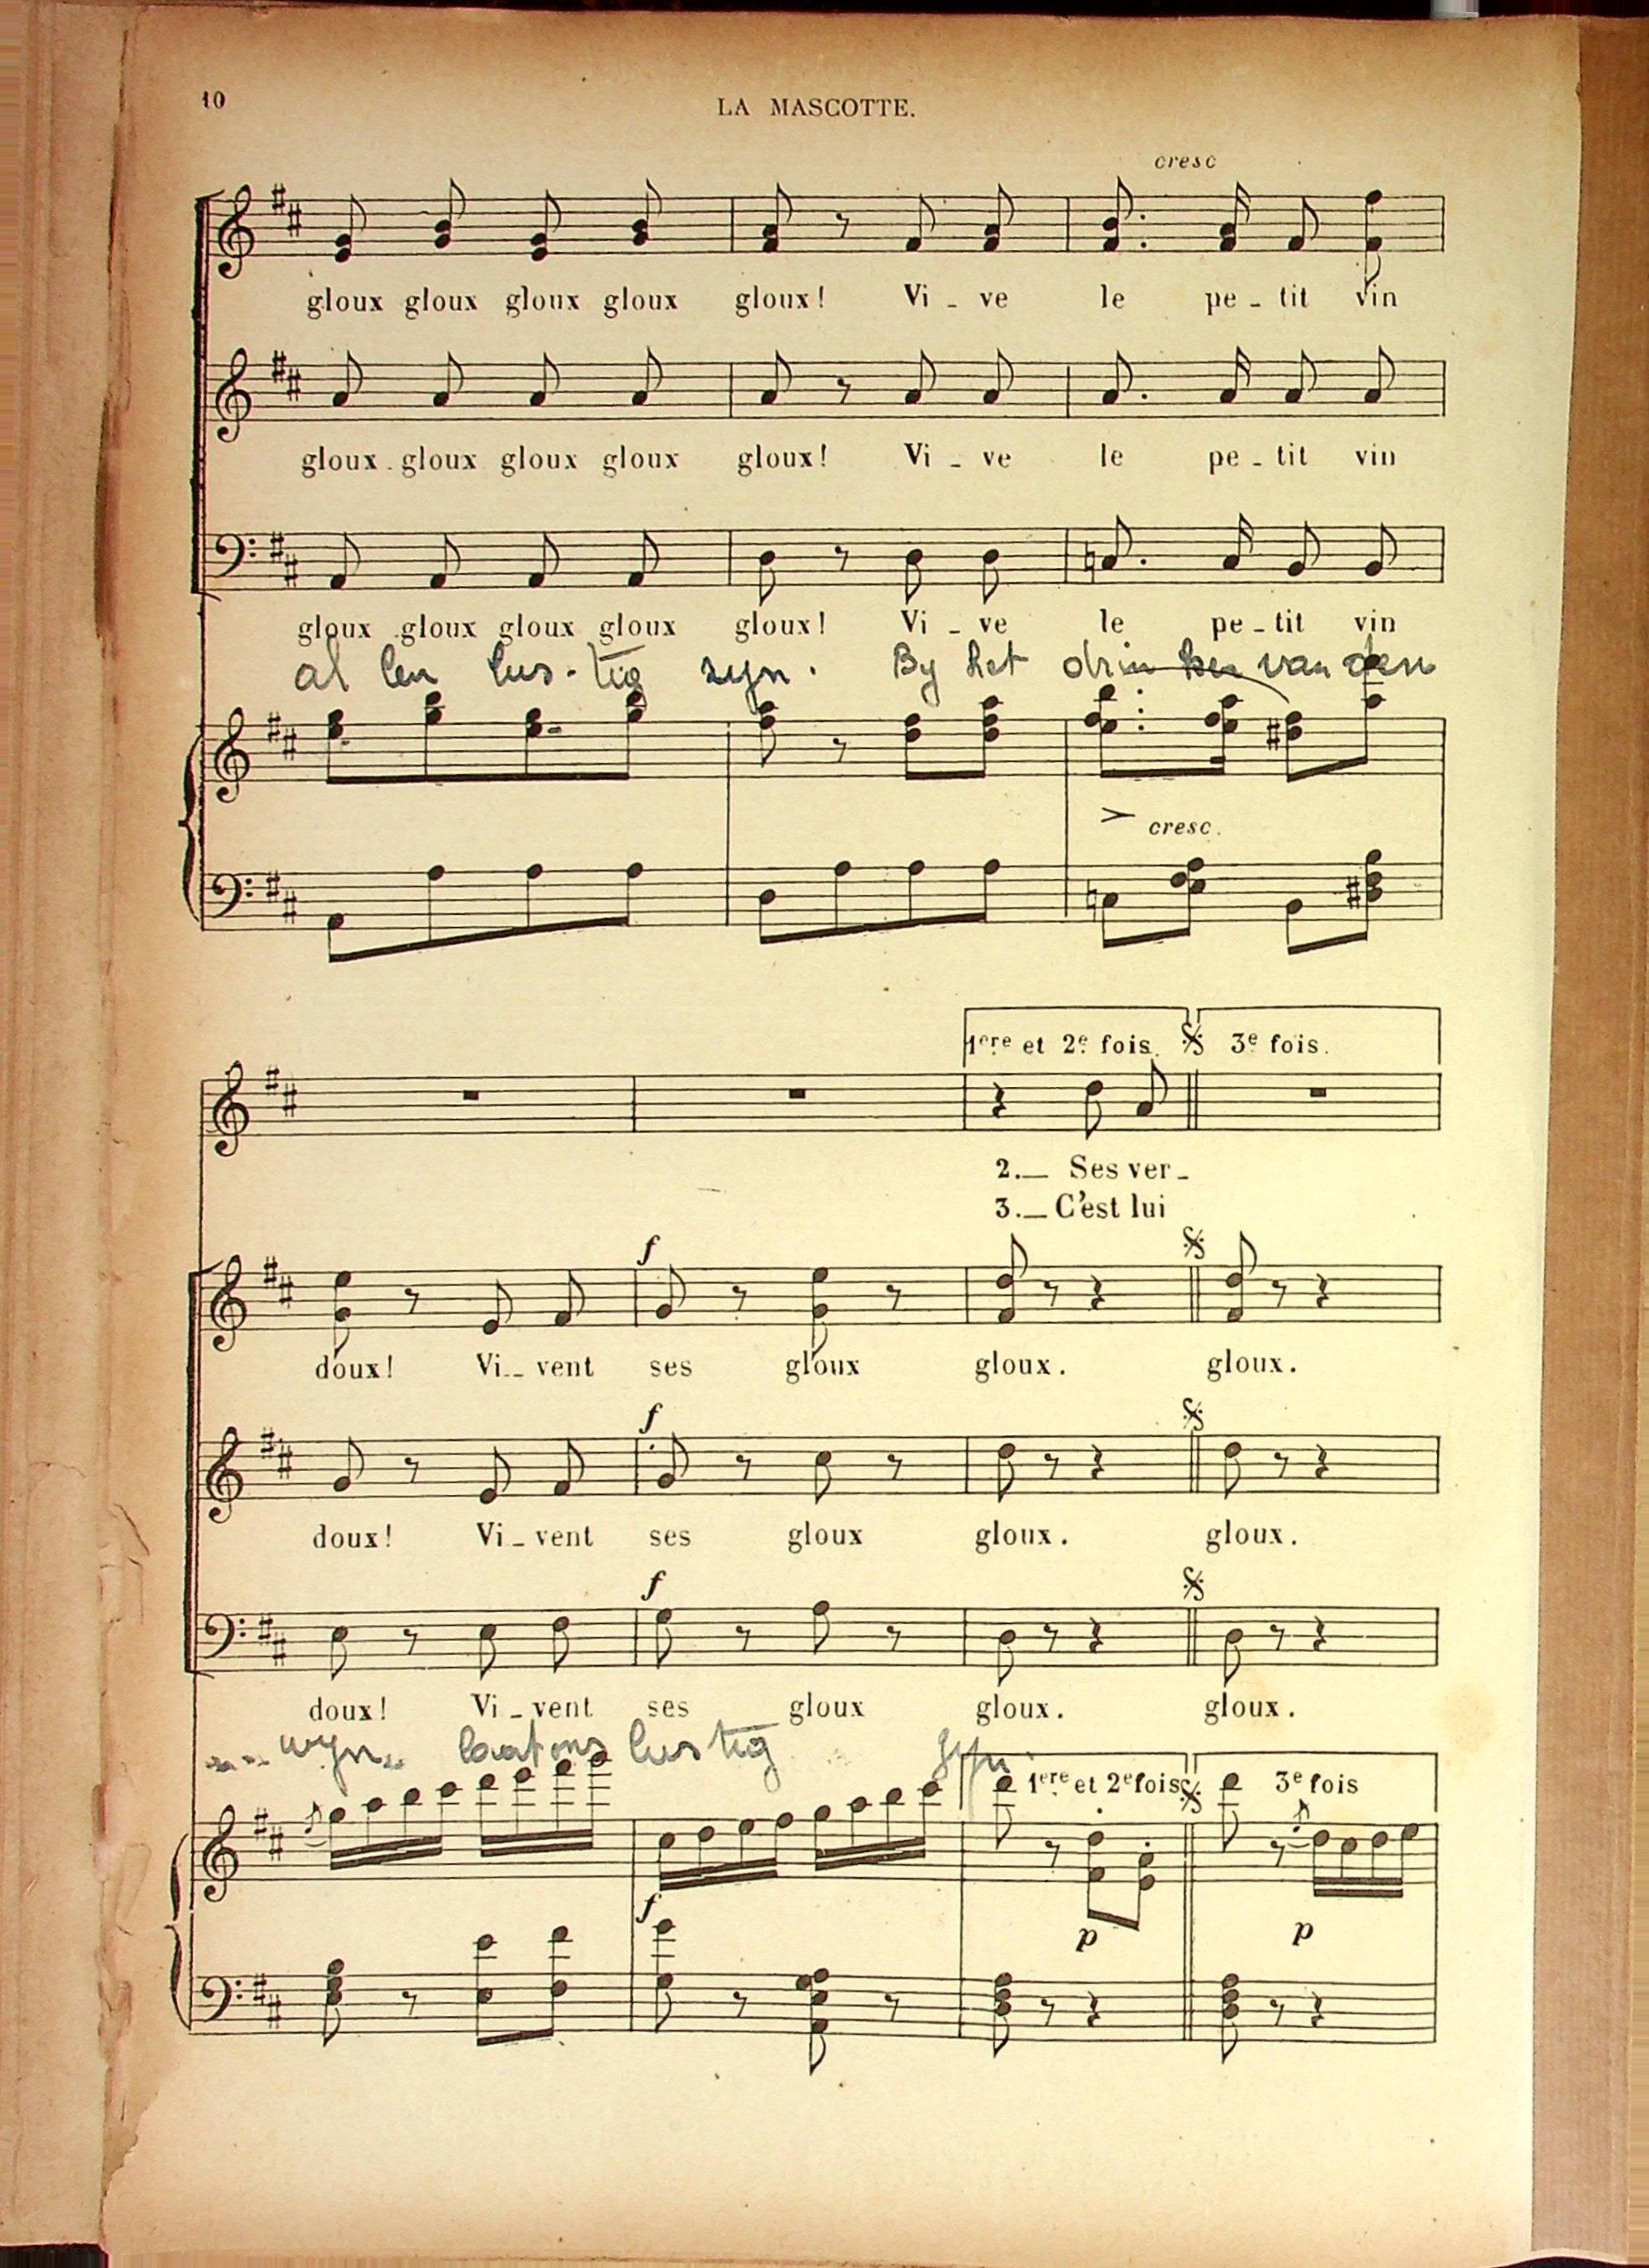 10
LA MASCOTTE.
cresc
gloux gloux gloux gloux gloux! Vi - ve le pe - tit vin
gloux gloux gloux gloux gloux! Vi - ve le pe - tit vin
gloux gloux gloux gloux gloux! Vi - ve le pe - tit vin
al len lus - tig zyn. By het drin ken van den
cresc.
1ere et 2e fois. 3e fois.
2. — Ses ver -
3. — C'est lui
f
doux! Vi - vent ses gloux gloux. gloux.
f
doux! Vi - vent ses gloux gloux. gloux.
f
doux! Vi - vent ses gloux gloux. gloux.
wyn laat ons lus tig zyn
1ere et 2e fois 3e fois
f
p p